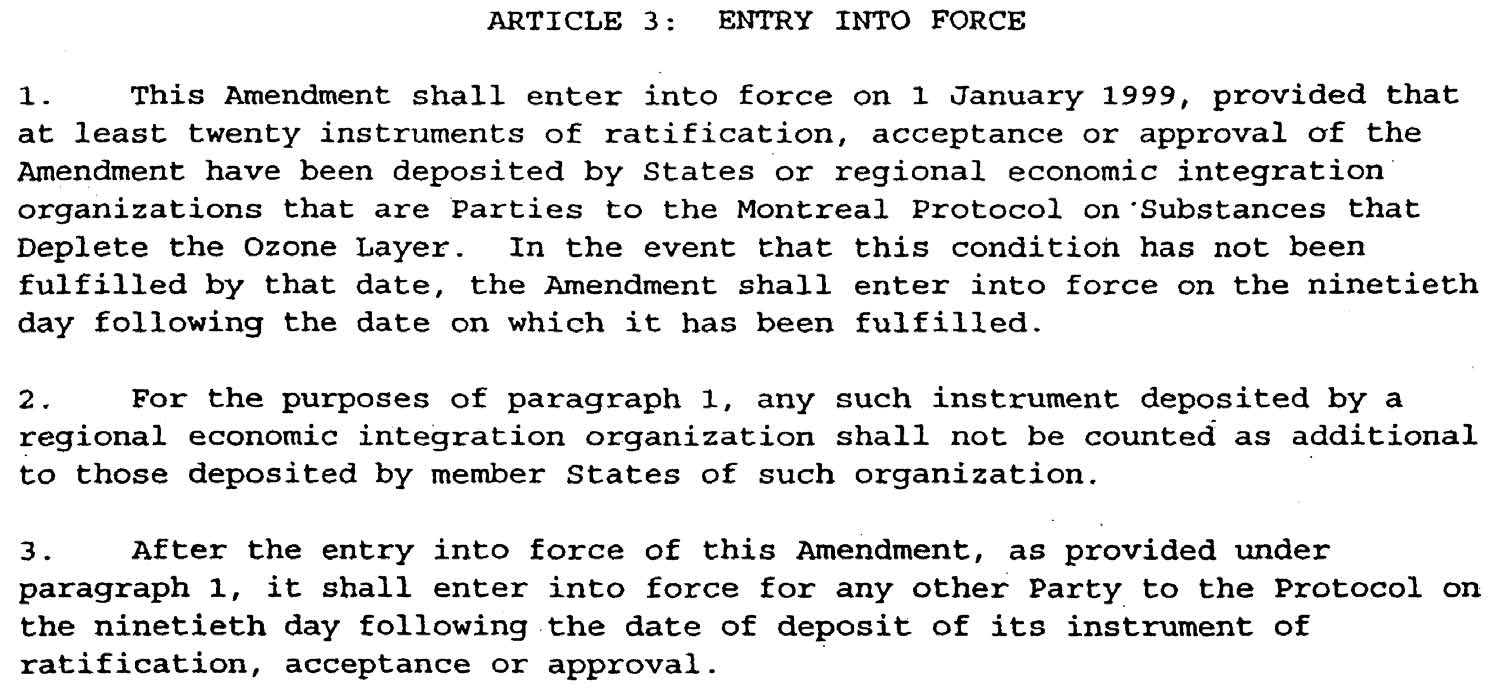 ARTICLE 3: ENTRY INTO FORCE
1. This Amendment shall enter into force on 1 January 1999, provided that
at least twenty instruments of ratification, acceptance or approval of the
Amendment have been deposited by States or regional economic integration
organizations that are Parties to the Montreal Protocol on Substances that
Deplete the Ozone Layer. In the event that this condition has not been
fulfilled by that date, the Amendment shall enter into force on the ninetieth
day following the date on which it has been fulfilled.
2. For the purposes of paragraph 1, any such instrument deposited by a
regional economic integration organization shall not be counted as additional
to those deposited by member States of such organization.
3. After the entry into force of this Amendment, as provided under
paragraph 1, it shall enter into force for any other Party to the Protocol on
the ninetieth day following the date of deposit of its instrument of
ratification, acceptance or approval.